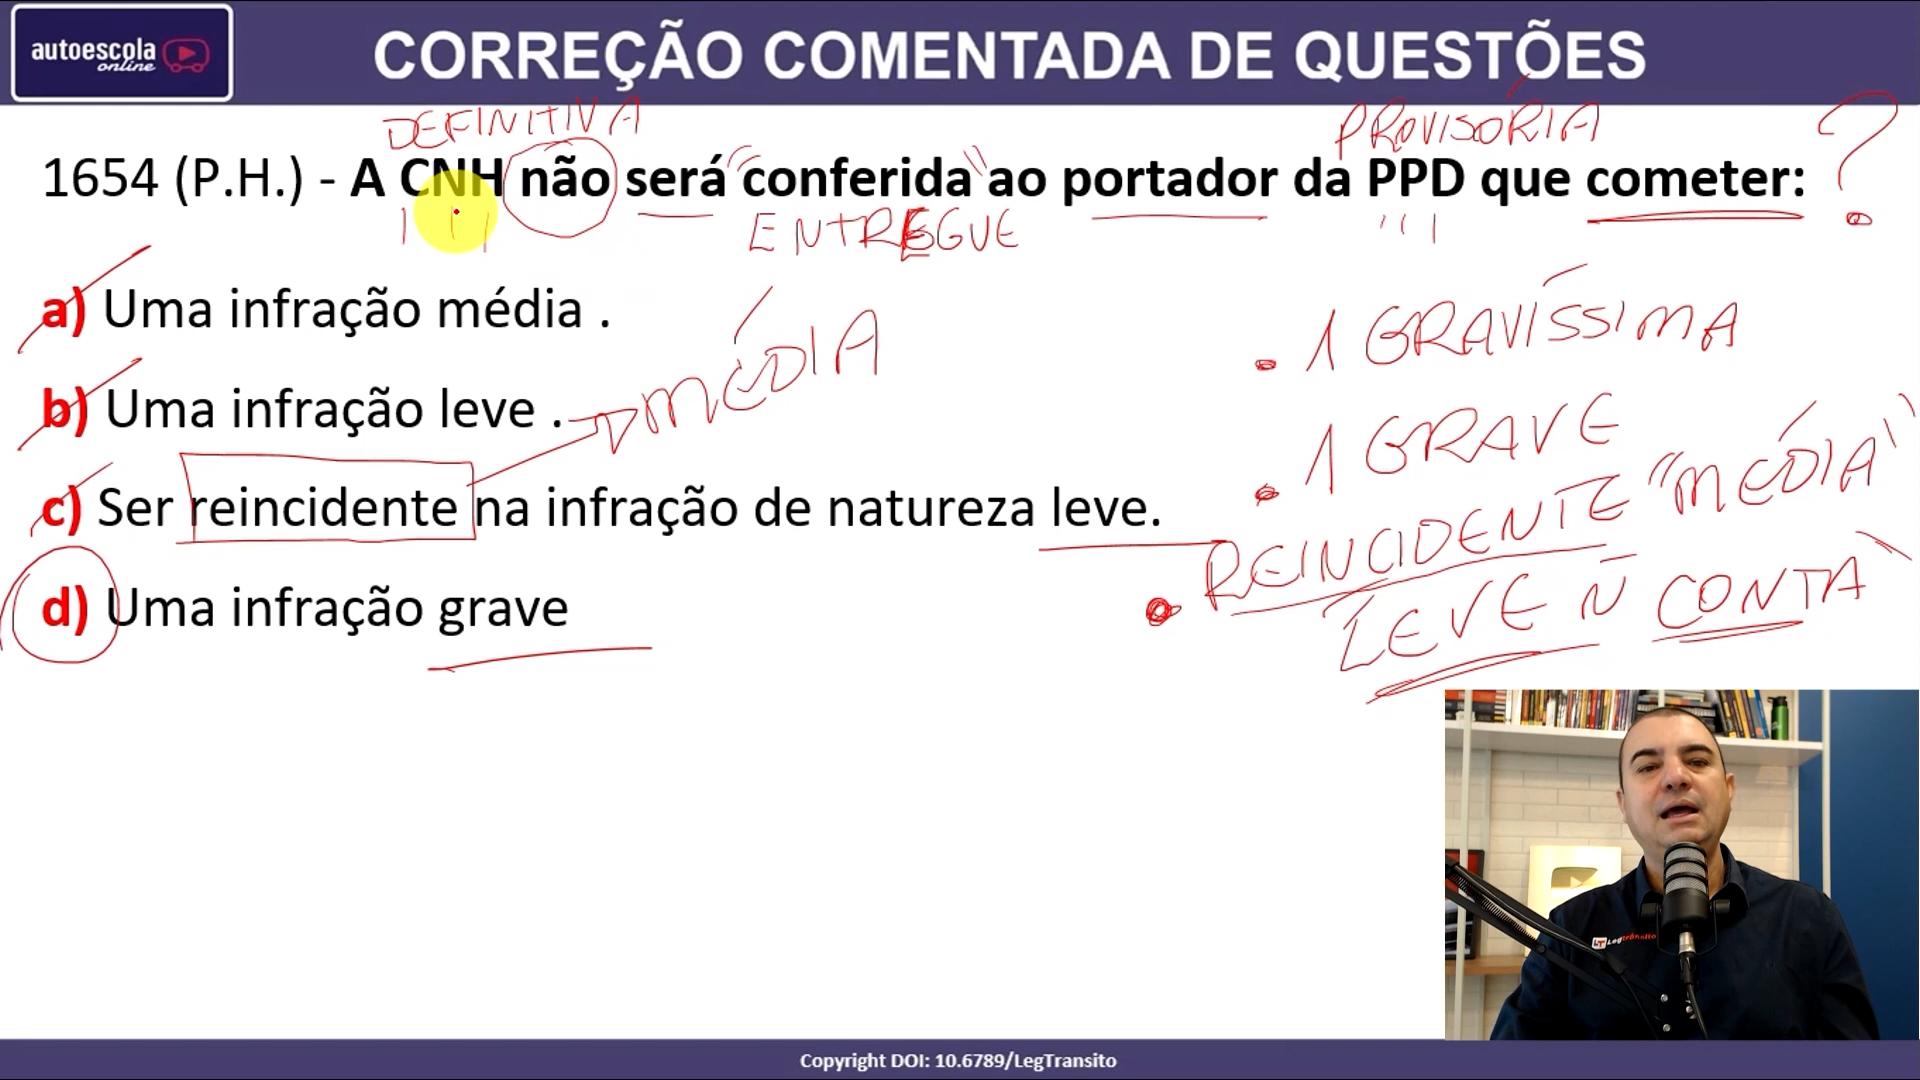 autoescola
online
CORREÇÃO COMENTADA DE QUESTÕES
DEFINITIVA
PROVISÓRIA
1654 (P.H.) - A CNH não será "conferida" ao portador da PPD que cometer: ?
ENTREGUE
a) Uma infração média .
1 GRAVÍSSIMA
b) Uma infração leve .
MÉDIA
1 GRAVE
c) Ser reincidente na infração de natureza leve.
REINCIDENTE "MÉDIA"
d) Uma infração grave
LEVE Ñ CONTA
LT Legtrânsito
Copyright DOI: 10.6789/LegTransito